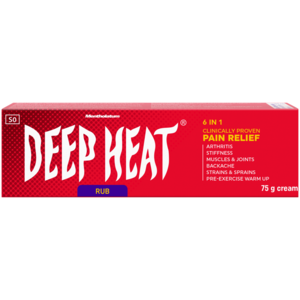 S0
Mentholatum
DEEP HEAT®
RUB
6 IN 1
CLINICALLY PROVEN
PAIN RELIEF
ARTHRITIS
STIFFNESS
MUSCLES & JOINTS
BACKACHE
STRAINS & SPRAINS
PRE-EXERCISE WARM UP
75 g cream